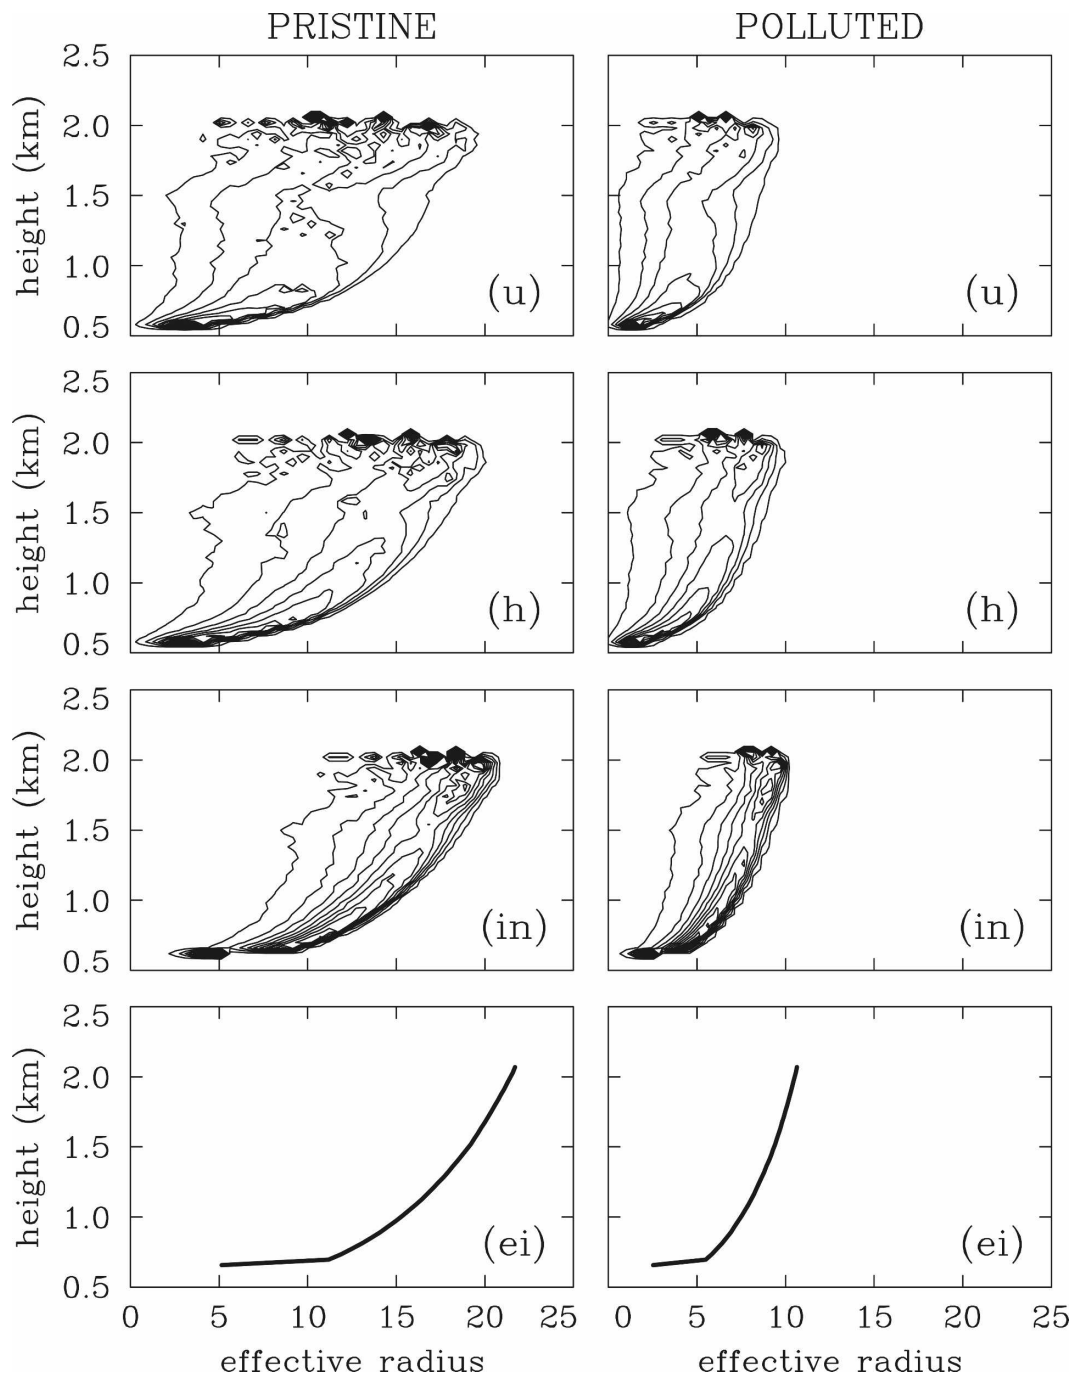 PRISTINE POLLUTED
2.5
2.0
1.5
1.0
0.5
height (km)
(u) (u)
2.5
2.0
1.5
1.0
0.5
height (km)
(h) (h)
2.5
2.0
1.5
1.0
0.5
height (km)
(in) (in)
2.5
2.0
1.5
1.0
0.5
height (km)
(ei) (ei)
0 5 10 15 20 25 0 5 10 15 20 25
effective radius effective radius